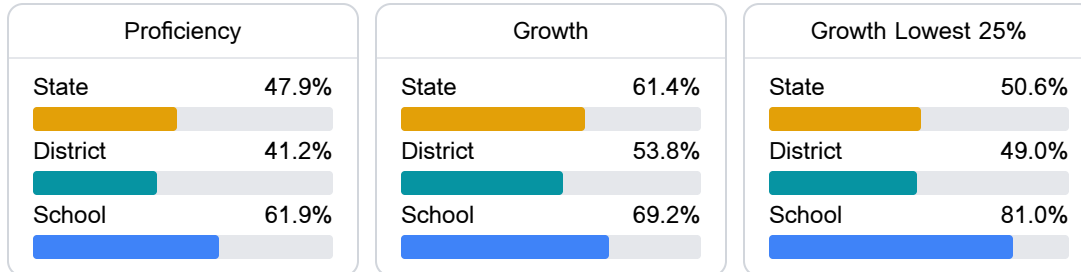 Proficiency
State 47.9%
District 41.2%
School 61.9%
Growth
State 61.4%
District 53.8%
School 69.2%
Growth Lowest 25%
State 50.6%
District 49.0%
School 81.0%